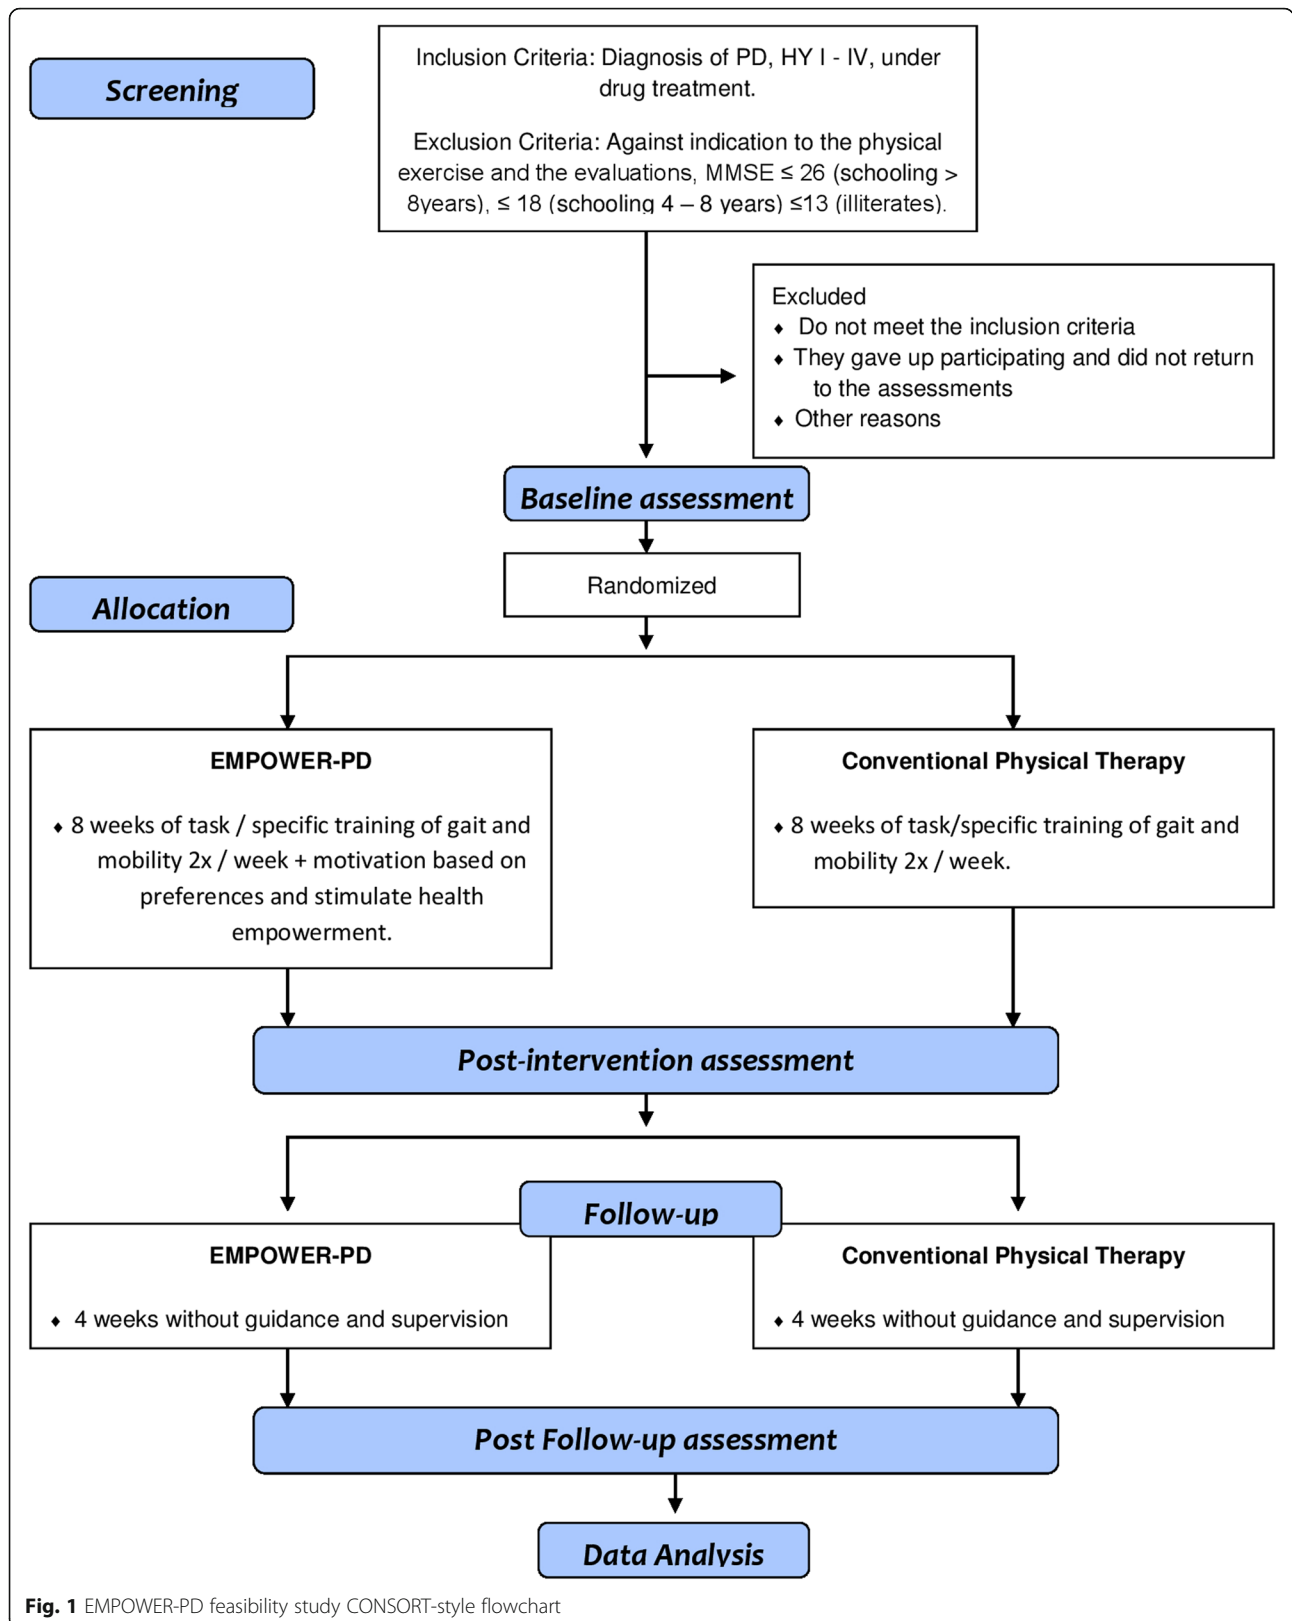 Screening
Inclusion Criteria: Diagnosis of PD, HY I - IV, under
drug treatment.
Exclusion Criteria: Against indication to the physical
exercise and the evaluations, MMSE ≤ 26 (schooling >
8years), ≤ 18 (schooling 4 – 8 years) ≤13 (illiterates).
Excluded
♦ Do not meet the inclusion criteria
♦ They gave up participating and did not return
to the assessments
♦ Other reasons
Baseline assessment
Randomized
Allocation
EMPOWER-PD
♦ 8 weeks of task / specific training of gait and
mobility 2x / week + motivation based on
preferences and stimulate health
empowerment.
Conventional Physical Therapy
♦ 8 weeks of task/specific training of gait and
mobility 2x / week.
Post-intervention assessment
Follow-up
EMPOWER-PD
♦ 4 weeks without guidance and supervision
Conventional Physical Therapy
♦ 4 weeks without guidance and supervision
Post Follow-up assessment
Data Analysis
Fig. 1 EMPOWER-PD feasibility study CONSORT-style flowchart